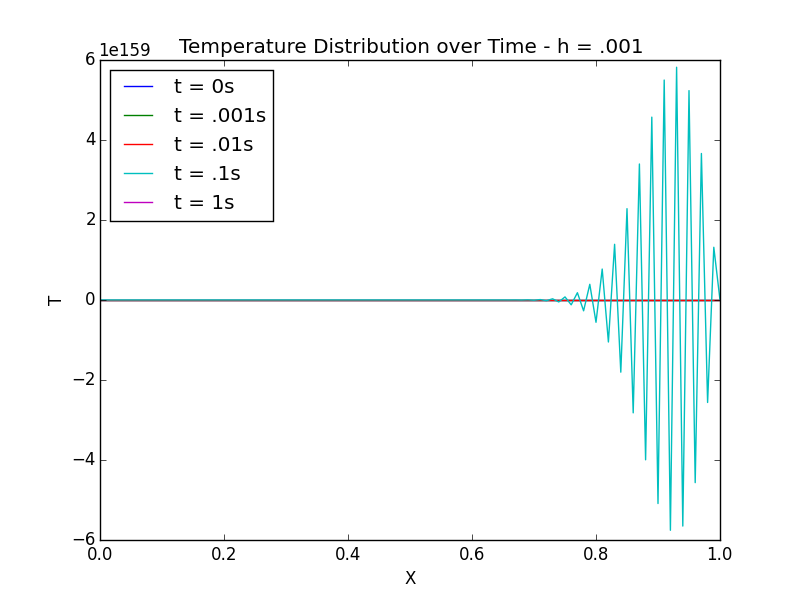 Temperature Distribution over Time - h = .001
1e159
6
4
2
0
−2
−4
−6
T
t = 0s
t = .001s
t = .01s
t = .1s
t = 1s
0.0 0.2 0.4 0.6 0.8 1.0
X